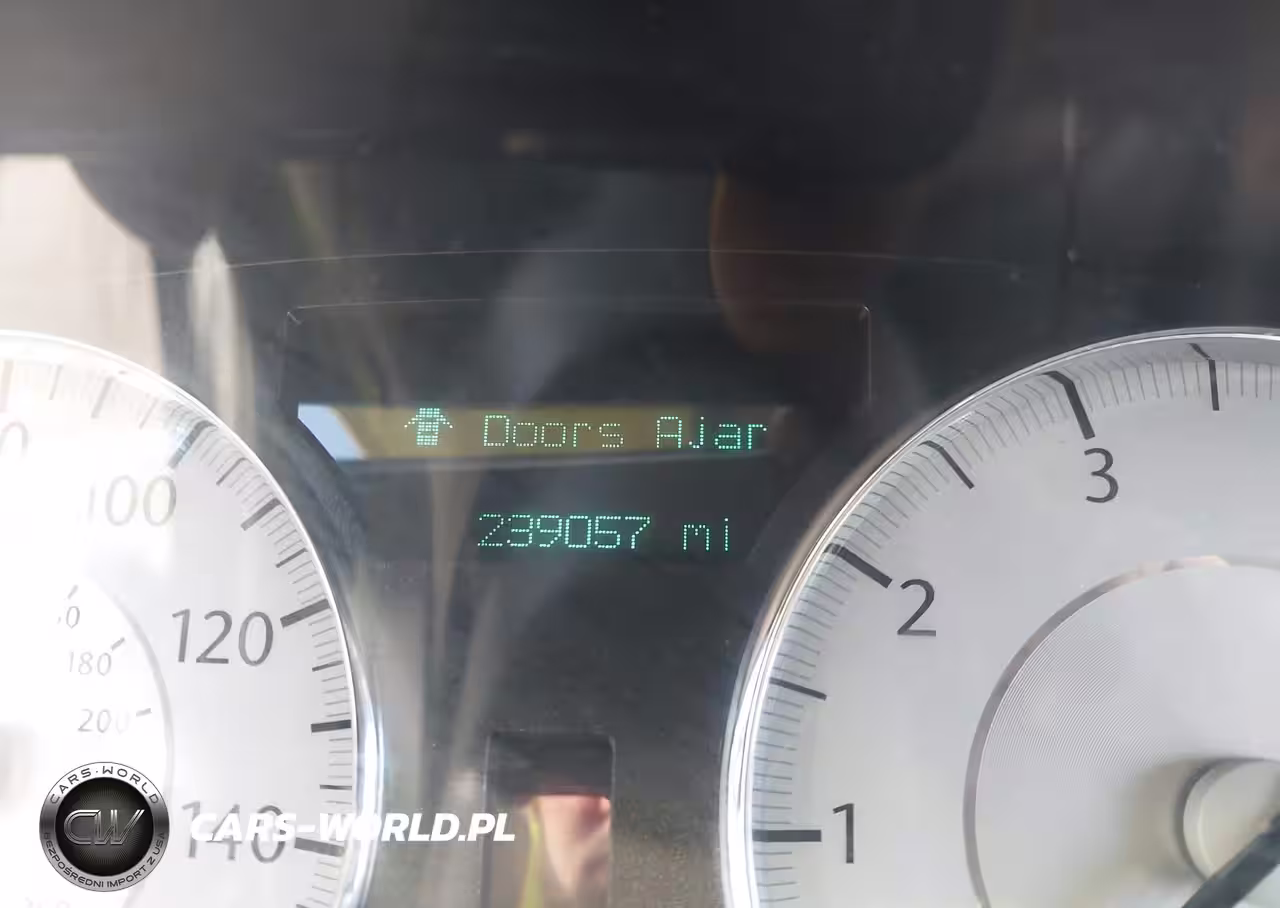 Doors Ajar
239057 mi
100
120
140
180
200
3
2
1
CARS-WORLD
CW
BEZPOŚREDNI IMPORT Z USA
CARS-WORLD.PL